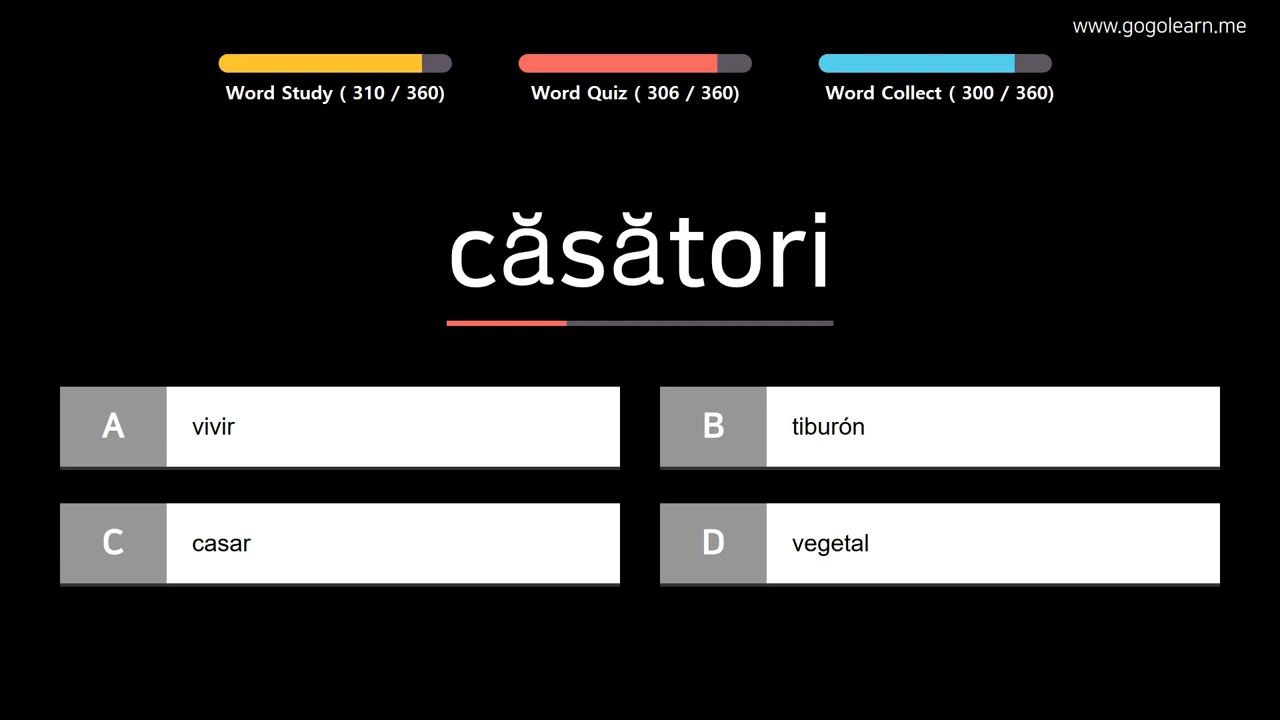 www.gogolearn.me
Word Study ( 310 / 360)
Word Quiz ( 306 / 360)
Word Collect ( 300 / 360)
căsători
A vivir
B tiburón
C casar
D vegetal